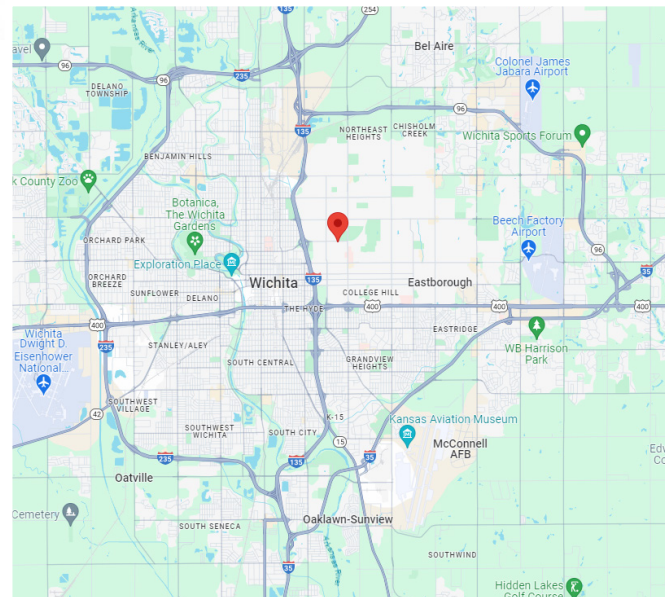 135
254
Bel Aire
Colonel James
Jabara Airport
avel
96
DELANO
TOWNSHIP
96
235
135
96
NORTHEAST
HEIGHTS
CHISHOLM
CREEK
Wichita Sports Forum
BENJAMIN HILLS
k County Zoo
Botanica,
The Wichita
Gardens
ORCHARD PARK
Beech Factory
Airport
96
35
Exploration Place
ORCHARD
BREEZE
Wichita
135
Eastborough
SUNFLOWER
DELANO
COLLEGE HILL
THE HYDE
400
400
400
EASTRIDGE
Wichita
Dwight D.
Eisenhower
National...
235
STANLEY/ALEY
WB Harrison
Park
SOUTH CENTRAL
GRANDVIEW
HEIGHTS
SOUTHWEST
VILLAGE
42
K-15
Kansas Aviation Museum
SOUTHWEST
WICHITA
SOUTH CITY
15
McConnell
AFB
Edw
Co
235
135
35
Oatville
Cemetery
SOUTH SENECA
Oaklawn-Sunview
Arkansas
River
SOUTHWIND
35
Hidden Lakes
Golf Course